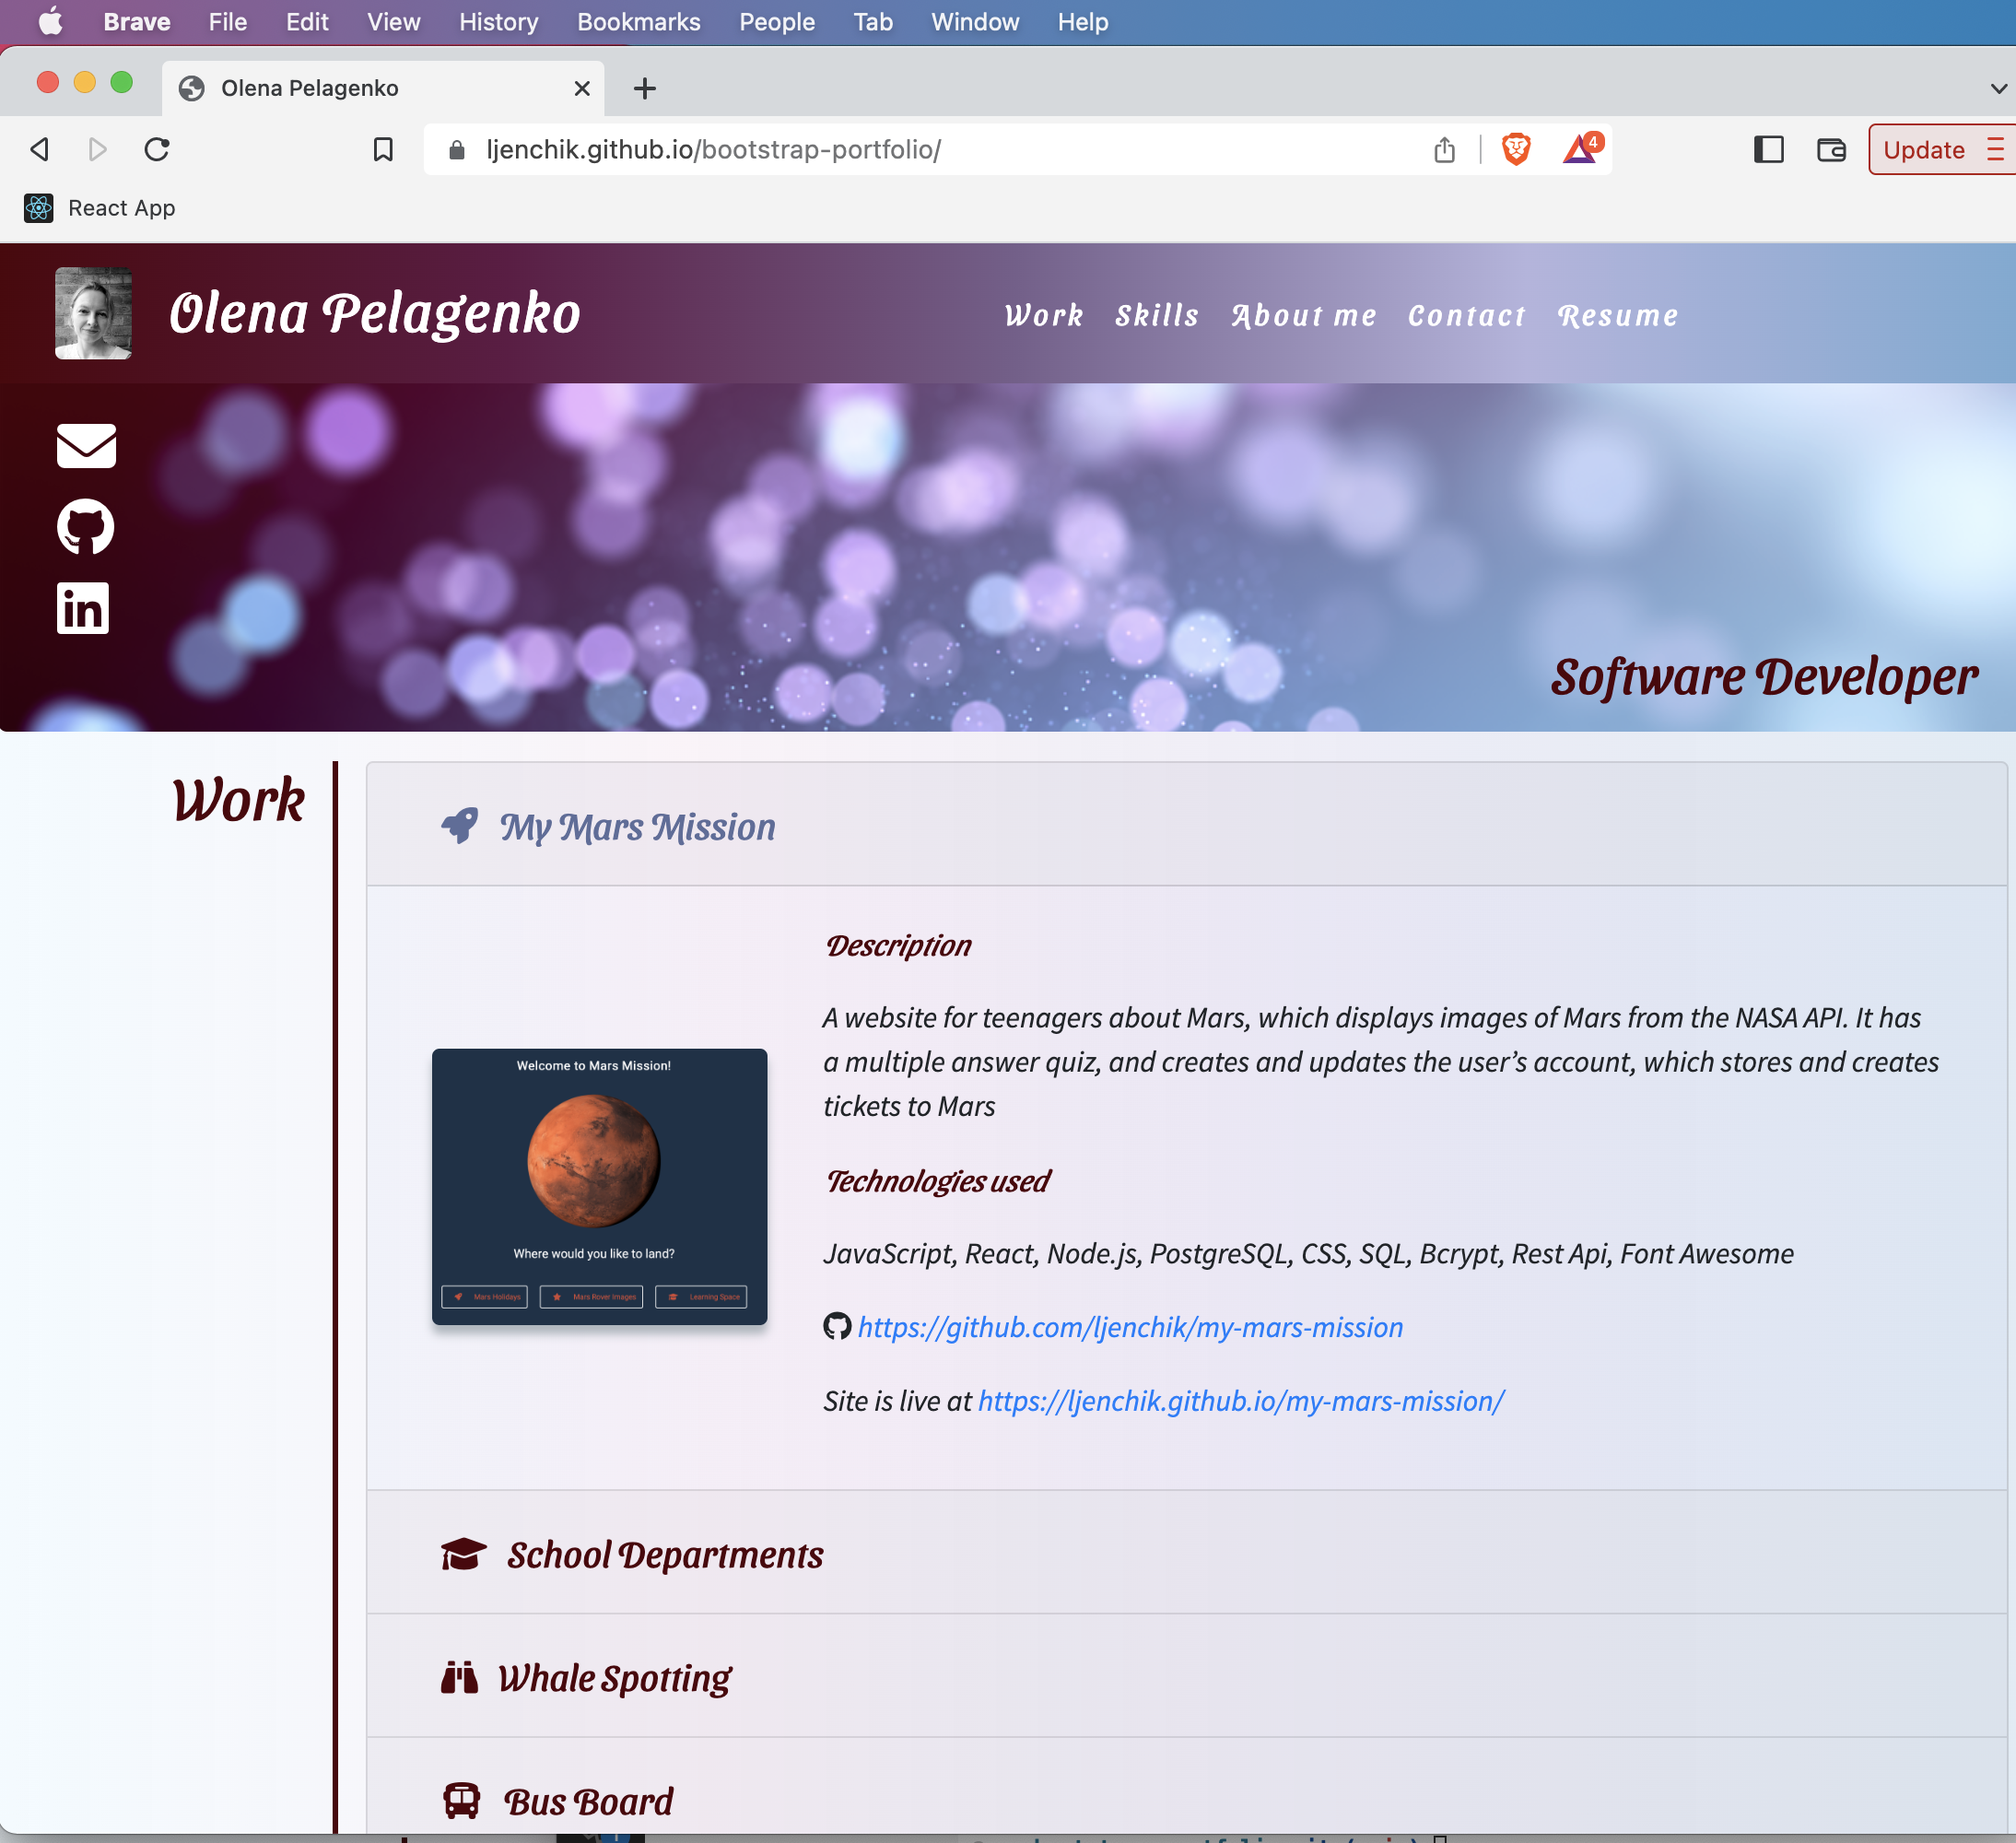 Brave File Edit View History Bookmarks People Tab Window Help
Olena Pelagenko
ljenchik.github.io/bootstrap-portfolio/
4
Update
React App
Olena Pelagenko
Work Skills About me Contact Resume
in
Software Developer
Work
My Mars Mission
Description
A website for teenagers about Mars, which displays images of Mars from the NASA API. It has
a multiple answer quiz, and creates and updates the user’s account, which stores and creates
tickets to Mars
Welcome to Mars Mission!
Where would you like to land?
Mars Holidays Mars Rover Images Learning Space
Technologies used
JavaScript, React, Node.js, PostgreSQL, CSS, SQL, Bcrypt, Rest Api, Font Awesome
https://github.com/ljenchik/my-mars-mission
Site is live at https://ljenchik.github.io/my-mars-mission/
School Departments
Whale Spotting
Bus Board